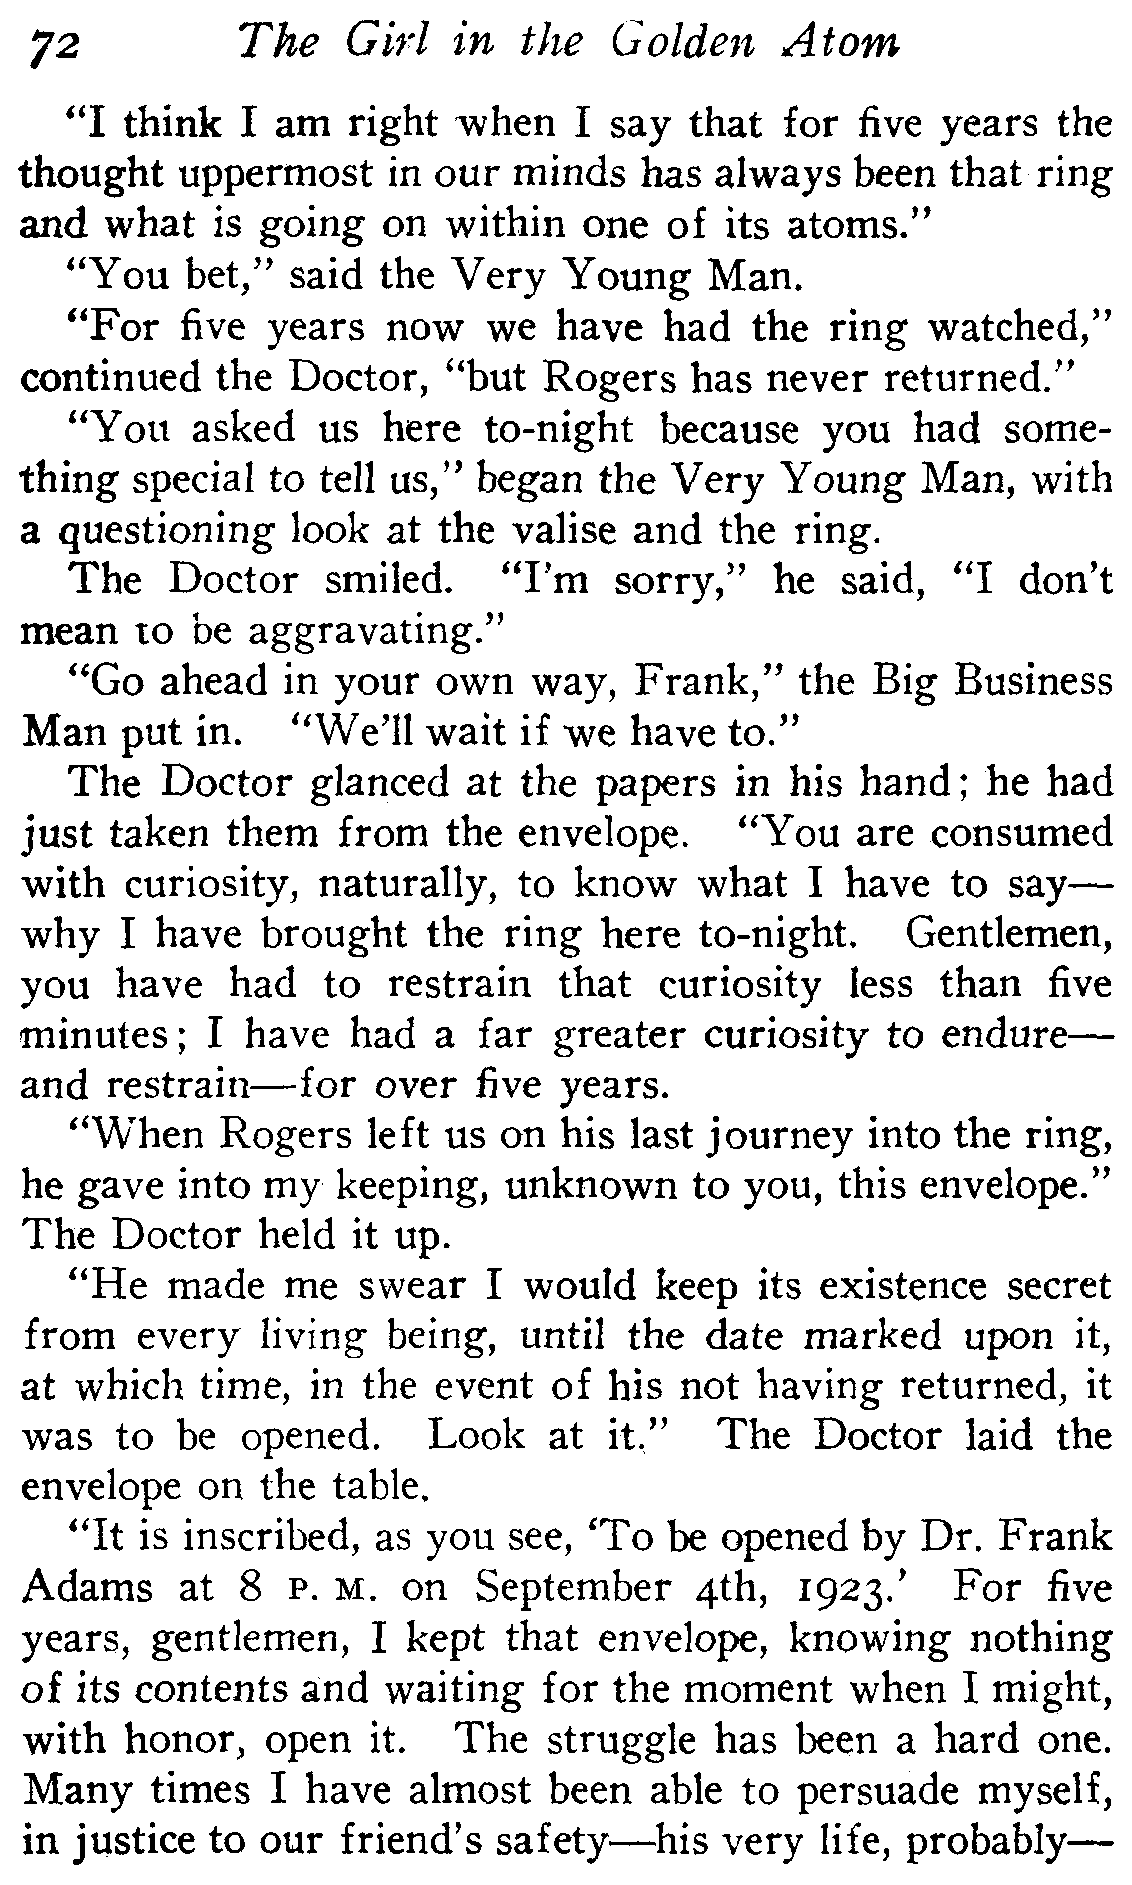 72 The Girl in the Golden Atom
“I think I am right when I say that for five years the
thought uppermost in our minds has always been that ring
and what is going on within one of its atoms.”
“You bet,” said the Very Young Man.
“For five years now we have had the ring watched,”
continued the Doctor, “but Rogers has never returned.”
“You asked us here to-night because you had some-
thing special to tell us,” began the Very Young Man, with
a questioning look at the valise and the ring.
The Doctor smiled. “I’m sorry,” he said, “I don’t
mean to be aggravating.”
“Go ahead in your own way, Frank,” the Big Business
Man put in. “We’ll wait if we have to.”
The Doctor glanced at the papers in his hand; he had
just taken them from the envelope. “You are consumed
with curiosity, naturally, to know what I have to say—
why I have brought the ring here to-night. Gentlemen,
you have had to restrain that curiosity less than five
minutes; I have had a far greater curiosity to endure—
and restrain—for over five years.
“When Rogers left us on his last journey into the ring,
he gave into my keeping, unknown to you, this envelope.”
The Doctor held it up.
“He made me swear I would keep its existence secret
from every living being, until the date marked upon it,
at which time, in the event of his not having returned, it
was to be opened. Look at it.” The Doctor laid the
envelope on the table.
“It is inscribed, as you see, ‘To be opened by Dr. Frank
Adams at 8 P. M. on September 4th, 1923.’ For five
years, gentlemen, I kept that envelope, knowing nothing
of its contents and waiting for the moment when I might,
with honor, open it. The struggle has been a hard one.
Many times I have almost been able to persuade myself,
in justice to our friend’s safety—his very life, probably—